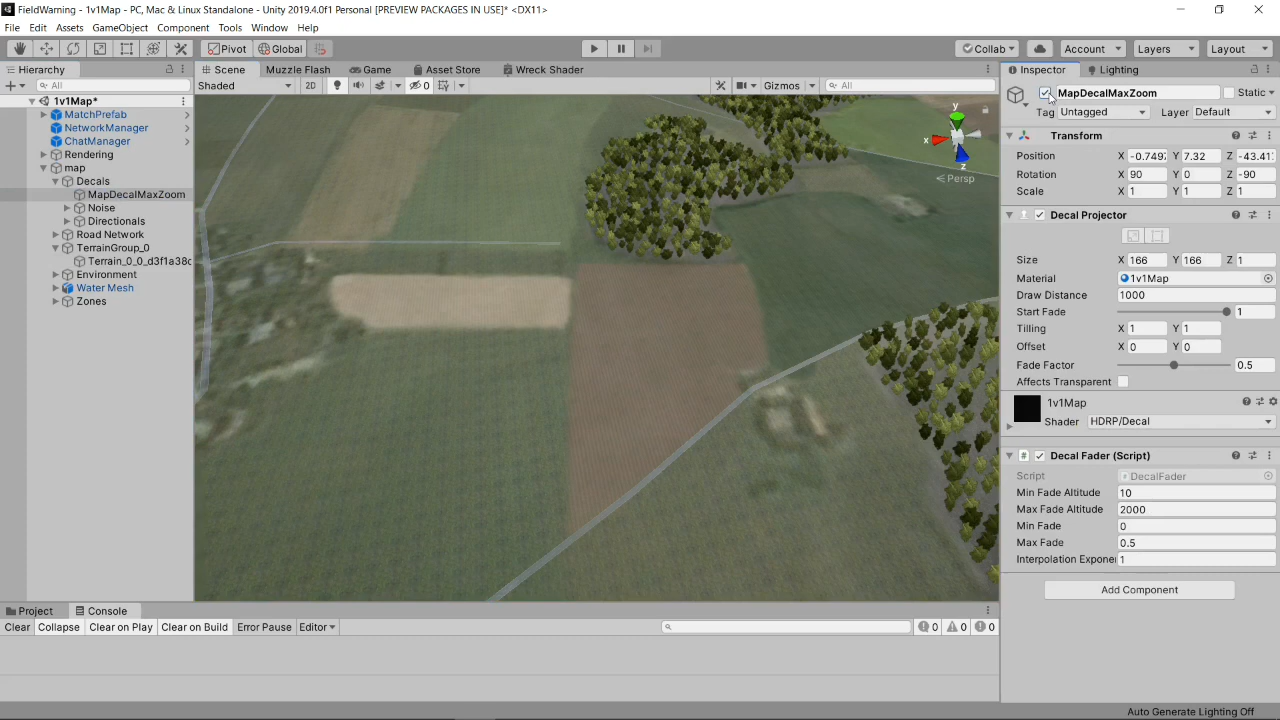 FieldWarning - 1v1Map - PC, Mac & Linux Standalone - Unity 2019.4.0f1 Personal [PREVIEW PACKAGES IN USE]* <DX11>
File Edit Assets GameObject Component Tools Window Help
Pivot Global Collab Account Layers Layout
Hierarchy
All
1v1Map*
MatchPrefab
NetworkManager
ChatManager
Rendering
map
Decals
MapDecalMaxZoom
Noise
Directionals
Road Network
TerrainGroup_0
Terrain_0_0_d3f1a38c
Environment
Water Mesh
Zones
Scene Muzzle Flash Game Asset Store Wreck Shader
Shaded 2D 0 Gizmos All
y
x
z
Persp
Inspector Lighting
MapDecalMaxZoom Static
Tag Untagged Layer Default
Transform
Position X -0.749 Y 7.32 Z -43.41
Rotation X 90 Y 0 Z -90
Scale X 1 Y 1 Z 1
Decal Projector
Size X 166 Y 166 Z 1
Material 1v1Map
Draw Distance 1000
Start Fade 1
Tilling X 1 Y 1
Offset X 0 Y 0
Fade Factor 0.5
Affects Transparent
1v1Map
Shader HDRP/Decal
# Decal Fader (Script)
Script DecalFader
Min Fade Altitude 10
Max Fade Altitude 2000
Min Fade 0
Max Fade 0.5
Interpolation Expone 1
Add Component
Project Console
Clear Collapse Clear on Play Clear on Build Error Pause Editor 0 0 0
Auto Generate Lighting Off